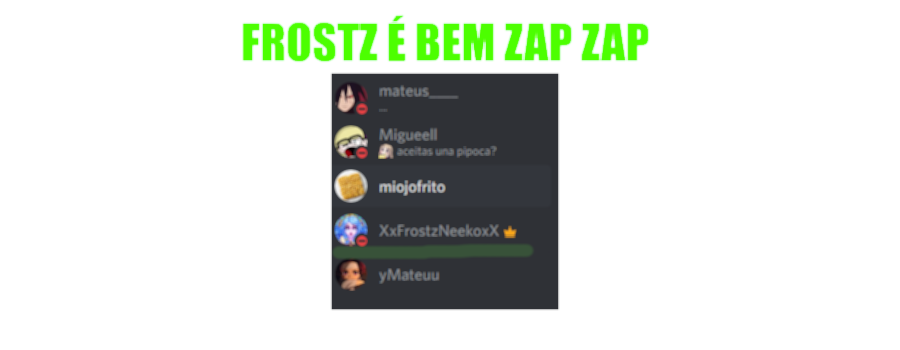 FROSTZ É BEM ZAP ZAP
mateus____
...
Migueell
aceitas una pipoca?
miojofrito
XxFrostzNeekoxX
yMateuu